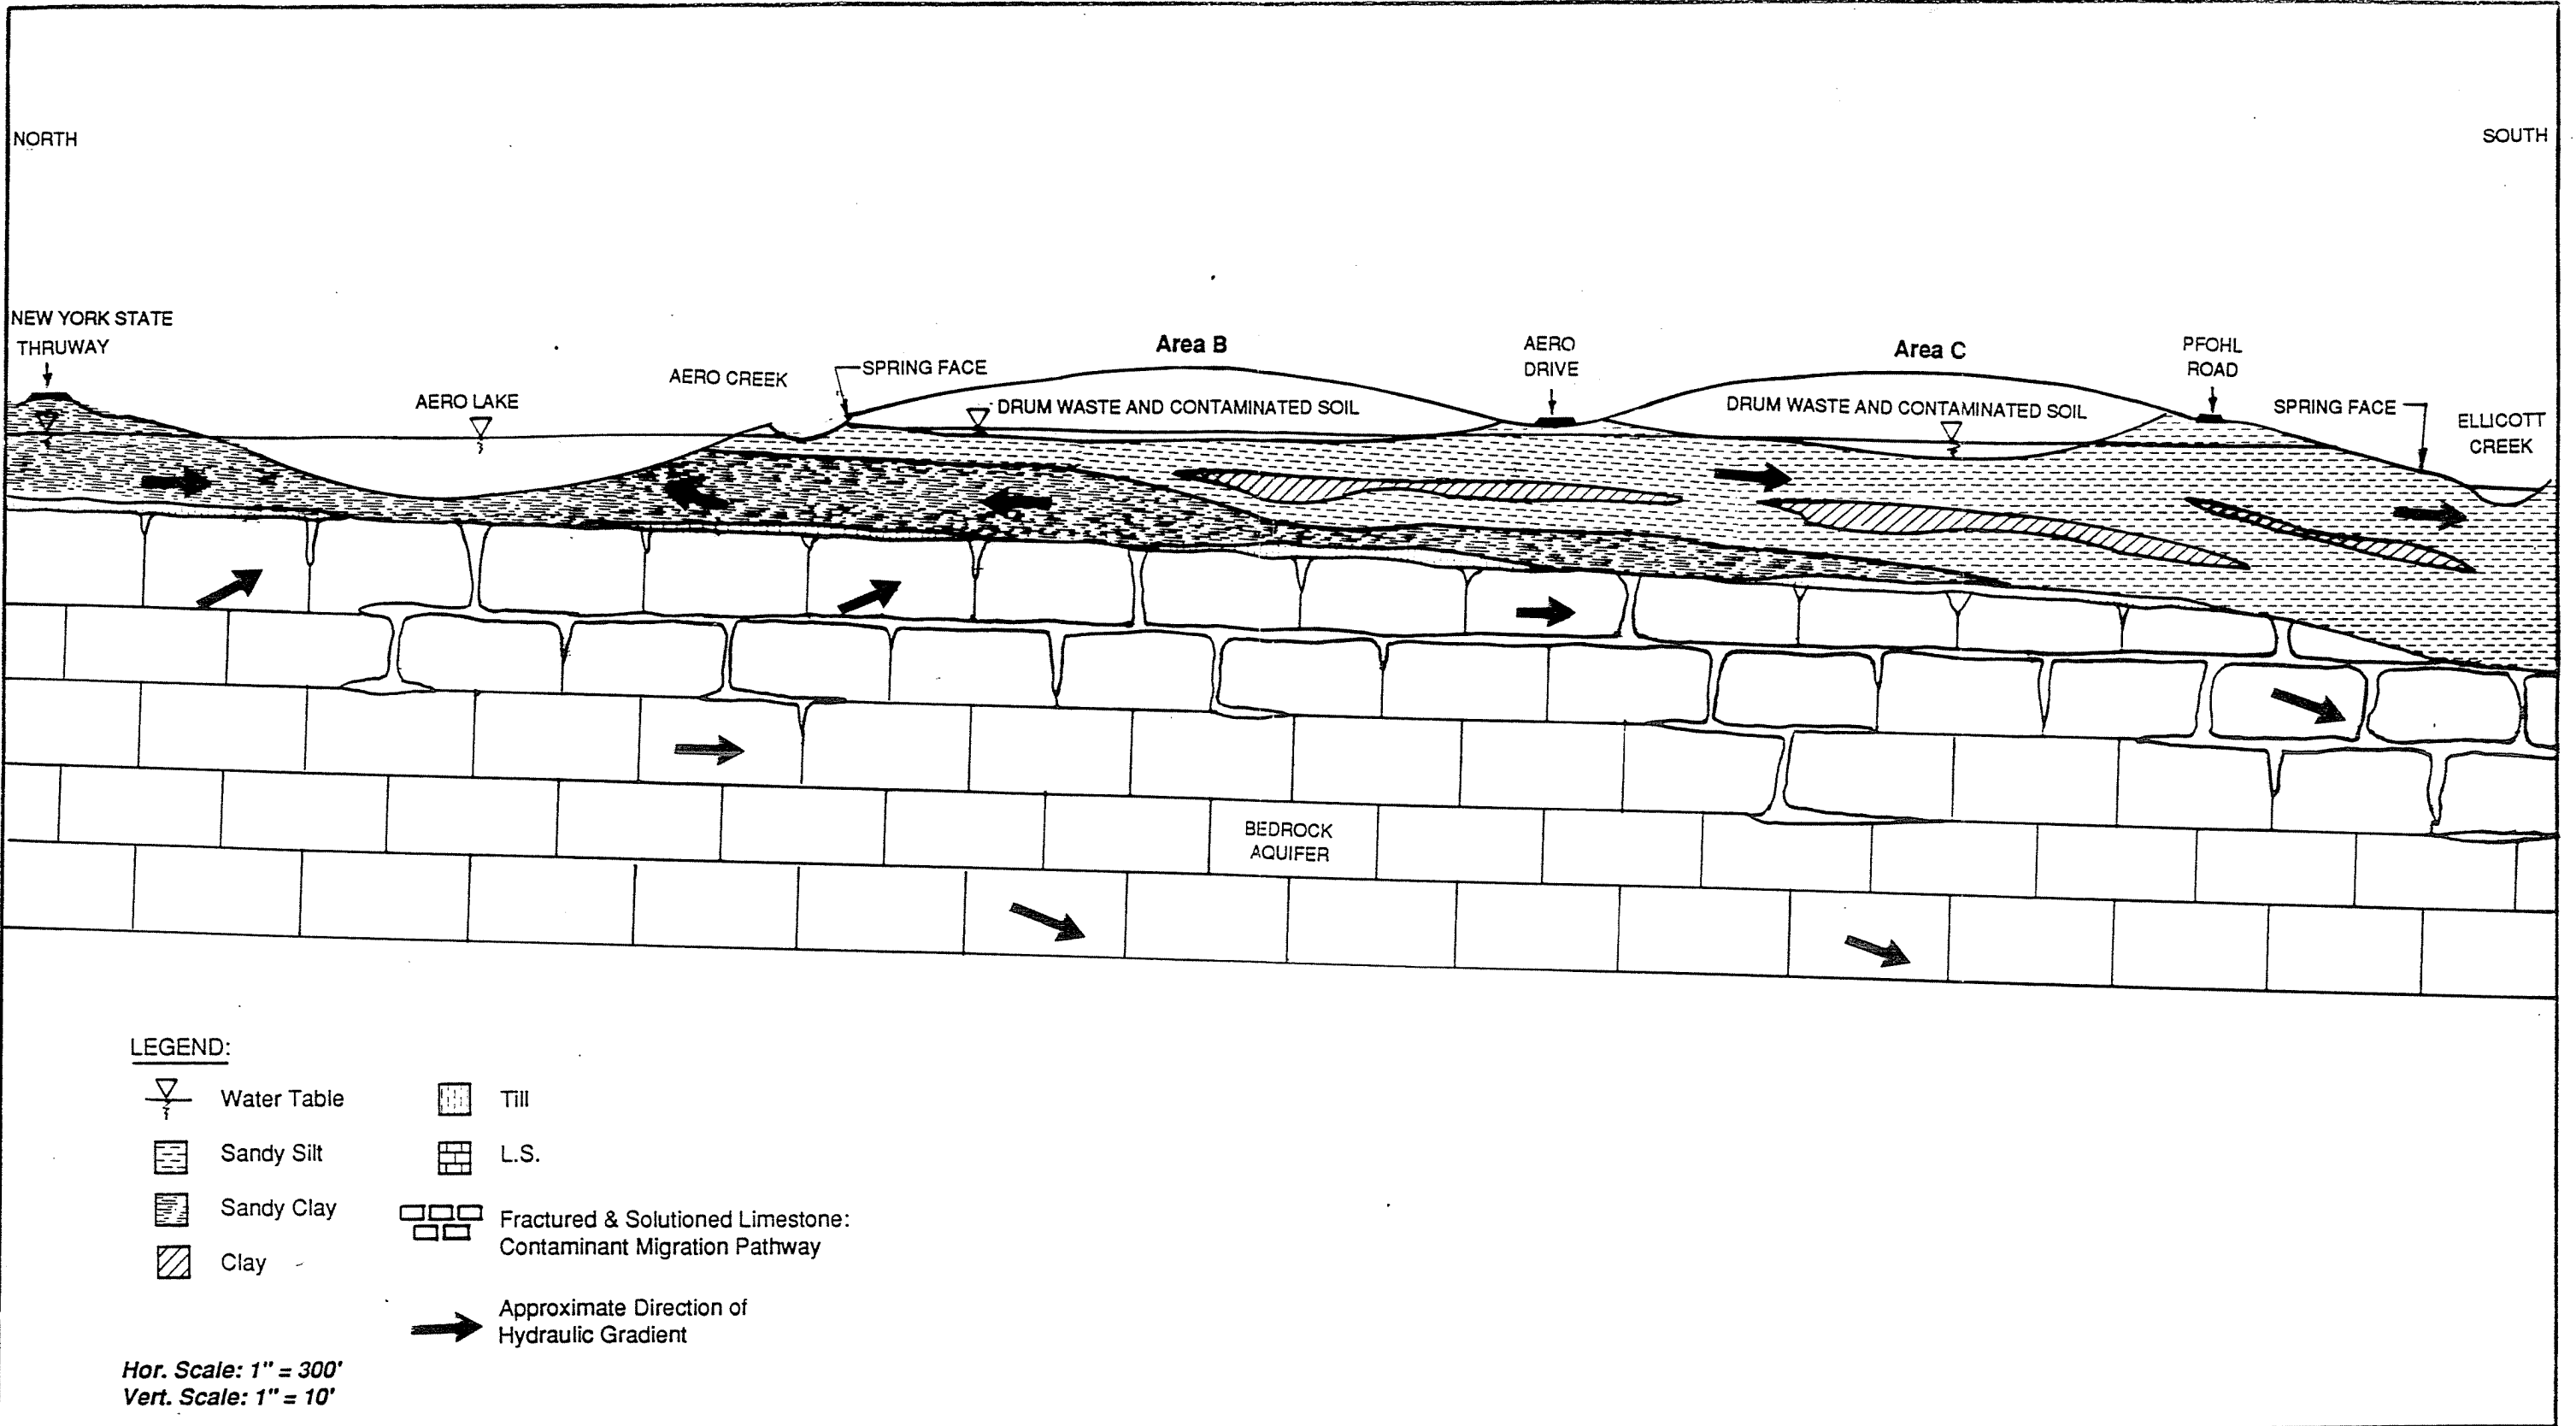 NORTH
SOUTH
NEW YORK STATE
THRUWAY
AERO LAKE
AERO CREEK
SPRING FACE
Area B
DRUM WASTE AND CONTAMINATED SOIL
AERO
DRIVE
Area C
DRUM WASTE AND CONTAMINATED SOIL
PFOHL
ROAD
SPRING FACE
ELLICOTT
CREEK
BEDROCK
AQUIFER
LEGEND:
Water Table
Sandy Silt
Sandy Clay
Clay
Till
L.S.
Fractured & Solutioned Limestone:
Contaminant Migration Pathway
Approximate Direction of
Hydraulic Gradient
Hor. Scale: 1" = 300'
Vert. Scale: 1" = 10'